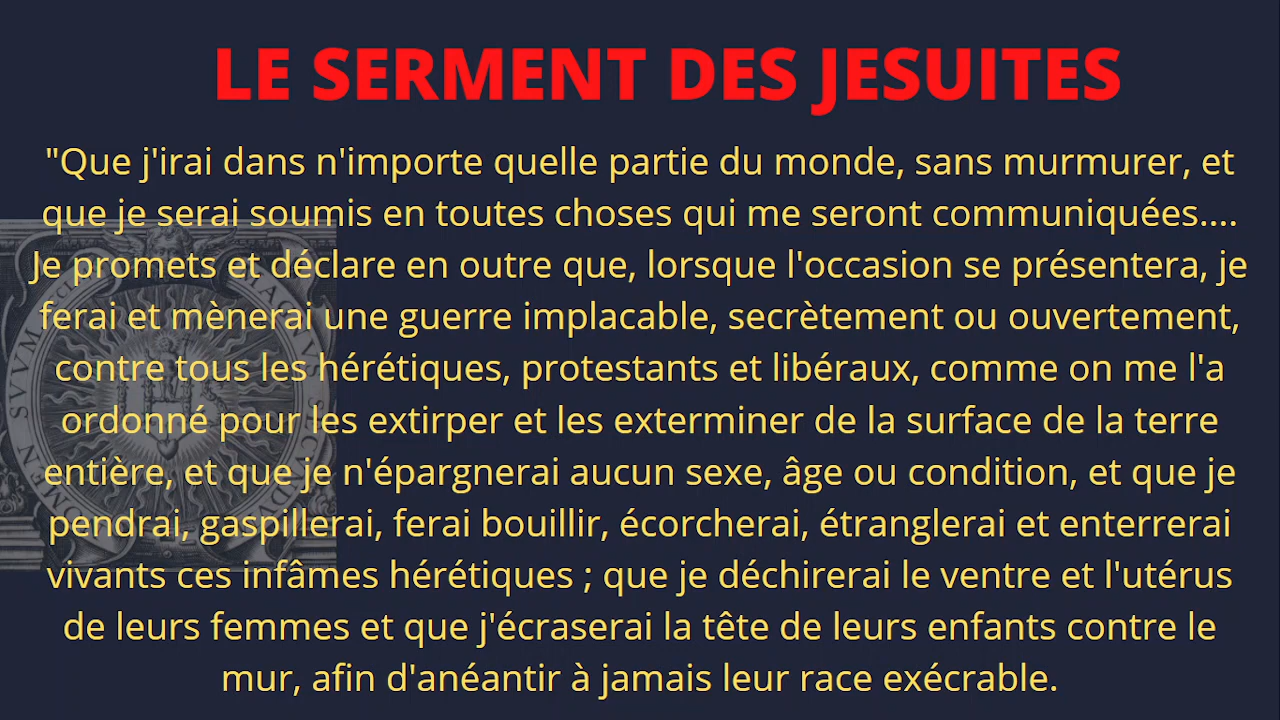 LE SERMENT DES JESUITES
"Que j'irai dans n'importe quelle partie du monde, sans murmurer, et
que je serai soumis en toutes choses qui me seront communiquées....
Je promets et déclare en outre que, lorsque l'occasion se présentera, je
ferai et mènerai une guerre implacable, secrètement ou ouvertement,
contre tous les hérétiques, protestants et libéraux, comme on me l'a
ordonné pour les extirper et les exterminer de la surface de la terre
entière, et que je n'épargnerai aucun sexe, âge ou condition, et que je
pendrai, gaspillerai, ferai bouillir, écorcherai, étranglerai et enterrerai
vivants ces infâmes hérétiques ; que je déchirerai le ventre et l'utérus
de leurs femmes et que j'écraserai la tête de leurs enfants contre le
mur, afin d'anéantir à jamais leur race exécrable.